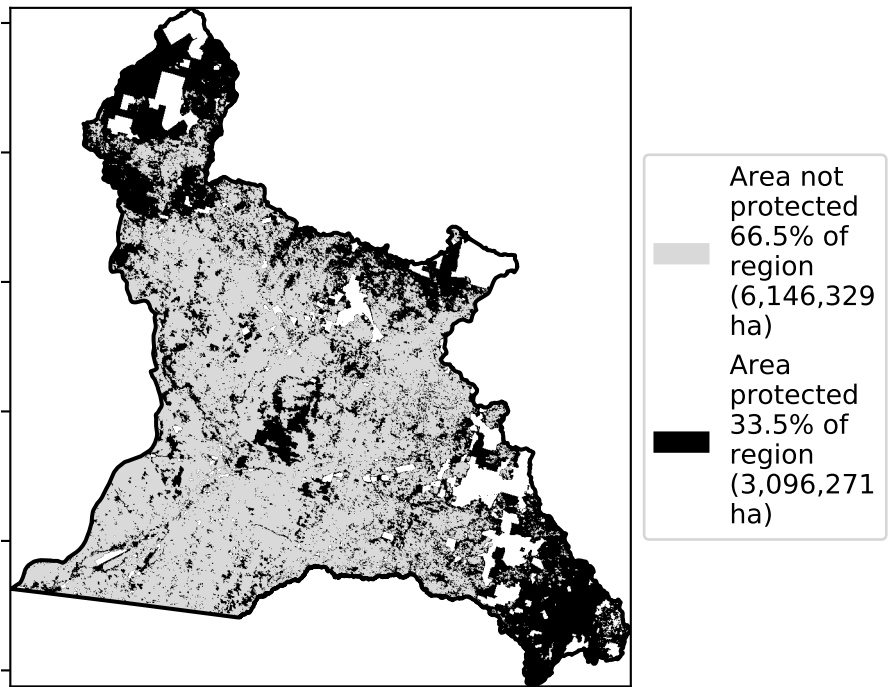 Area not
protected
66.5% of
region
(6,146,329
ha)
Area
protected
33.5% of
region
(3,096,271
ha)